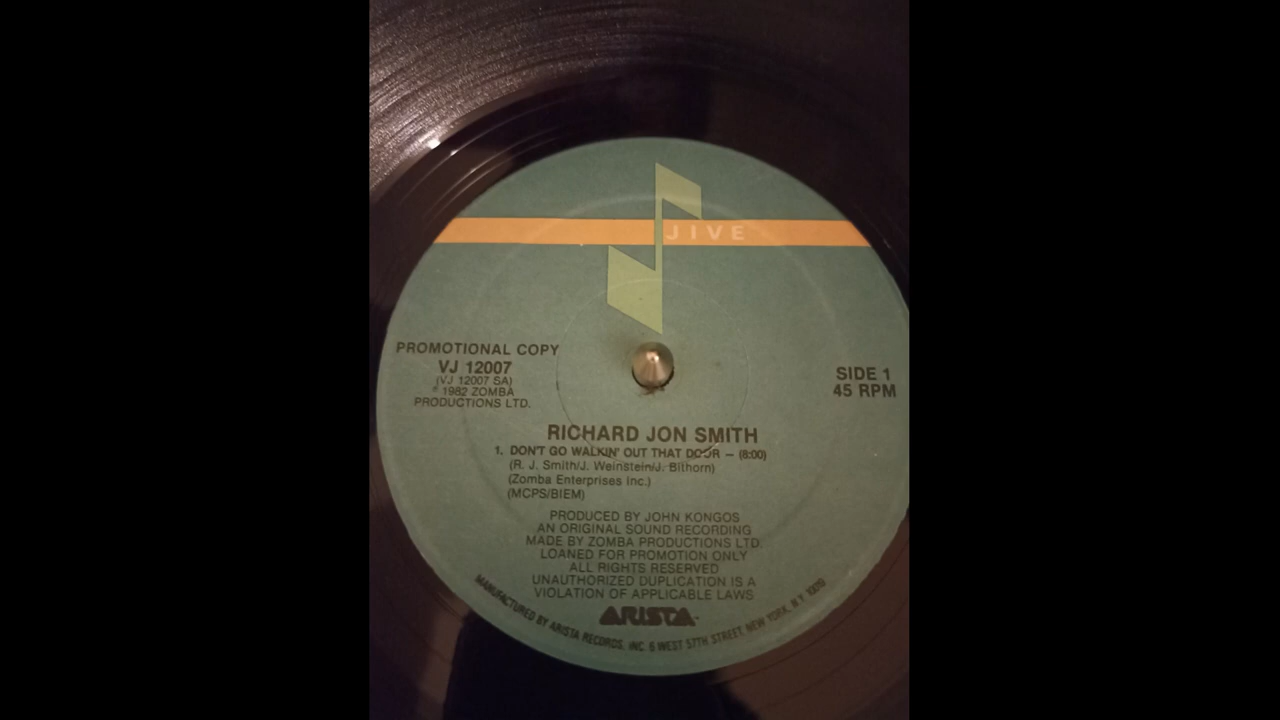 JIVE
PROMOTIONAL COPY
VJ 12007
(VJ 12007 SA)
℗ 1982 ZOMBA
PRODUCTIONS LTD.
SIDE 1
45 RPM
RICHARD JON SMITH
1. DON'T GO WALKIN' OUT THAT DOOR – (8:00)
(R. J. Smith/J. Weinstein/J. Bithorn)
(Zomba Enterprises Inc.)
(MCPS/BIEM)
PRODUCED BY JOHN KONGOS
AN ORIGINAL SOUND RECORDING
MADE BY ZOMBA PRODUCTIONS LTD.
LOANED FOR PROMOTION ONLY
ALL RIGHTS RESERVED
UNAUTHORIZED DUPLICATION IS A
VIOLATION OF APPLICABLE LAWS
ARISTA
MANUFACTURED BY ARISTA RECORDS, INC. 6 WEST 57TH STREET, NEW YORK, N.Y. 10019